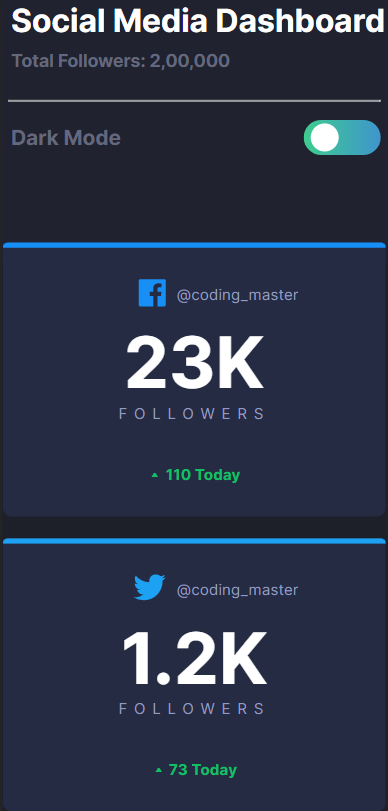 Social Media Dashboard
Total Followers: 2,00,000
Dark Mode
@coding_master
23K
FOLLOWERS
110 Today
@coding_master
1.2K
FOLLOWERS
73 Today